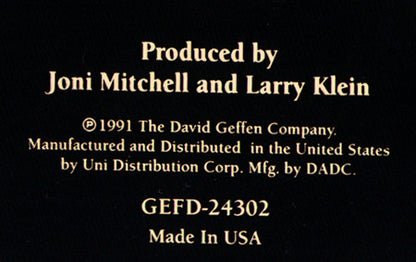 Produced by
Joni Mitchell and Larry Klein
℗1991 The David Geffen Company.
Manufactured and Distributed in the United States
by Uni Distribution Corp. Mfg. by DADC.
GEFD-24302
Made In USA